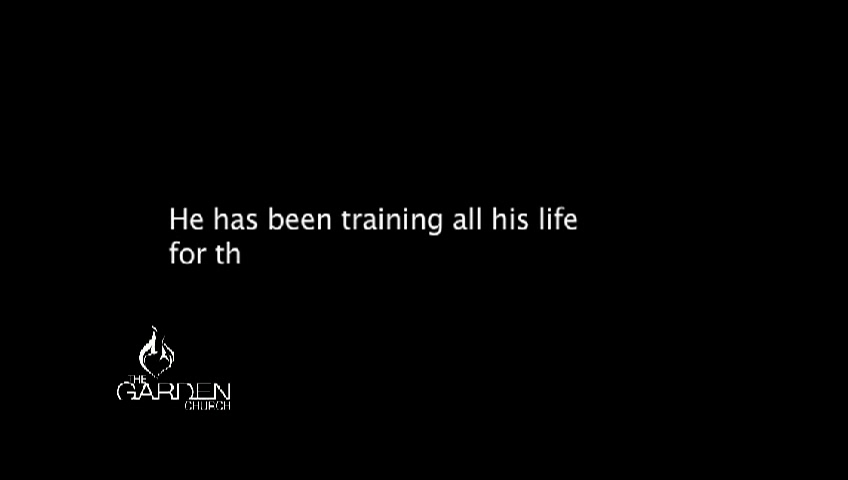 He has been training all his life
for th
THE
GARDEN
CHURCH